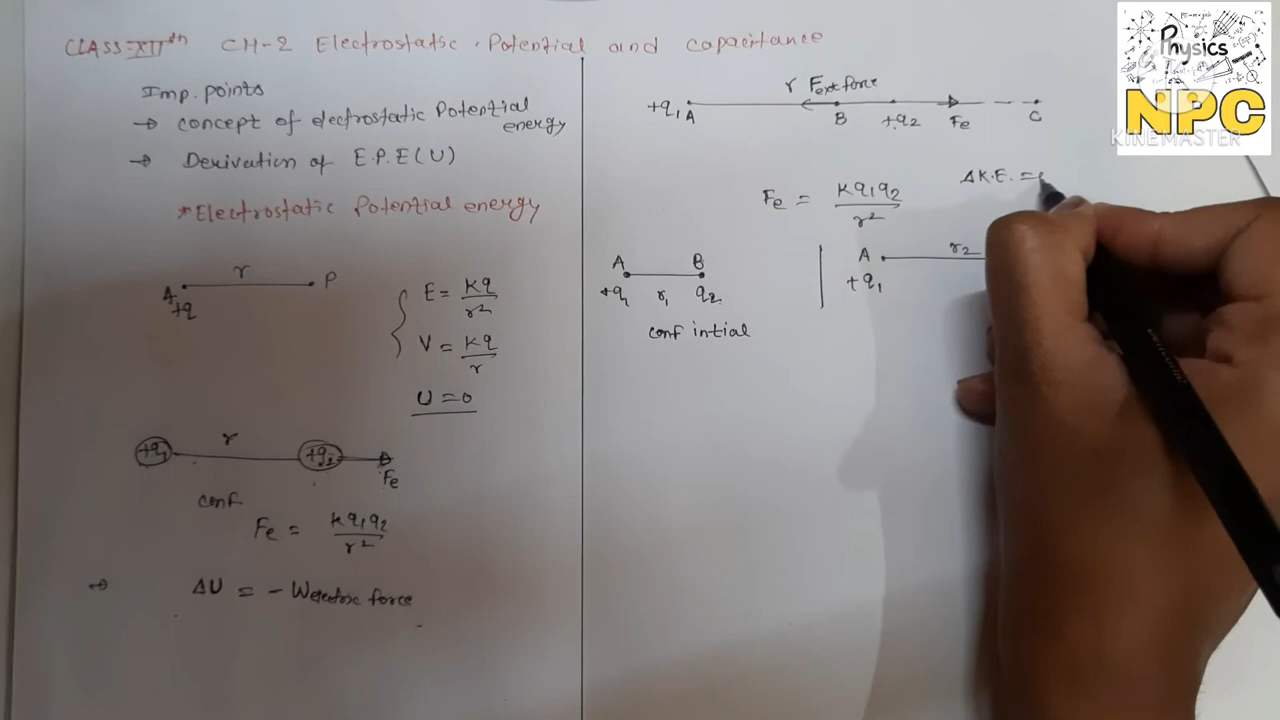 CLASS-XIIth CH-2 Electrostatic Potential and capacitance
Imp. points
→ concept of electrostatic Potential energy
→ Derivation of E.P.E(U)
*Electrostatic Potential energy
r
A P
+q
E = Kq/r²
V = Kq/r
U = 0
+q1 r +q2
Fe
conf
Fe = Kq1q2/r²
⇒ ΔU = - Welectric force
r Fext force
+q1 A B +q2 Fe C
Fe = Kq1q2/r²
ΔK.E. =
A B
+q1 r1 q2
conf intial
A r2
+q1
Physics
NPC
KINEMASTER